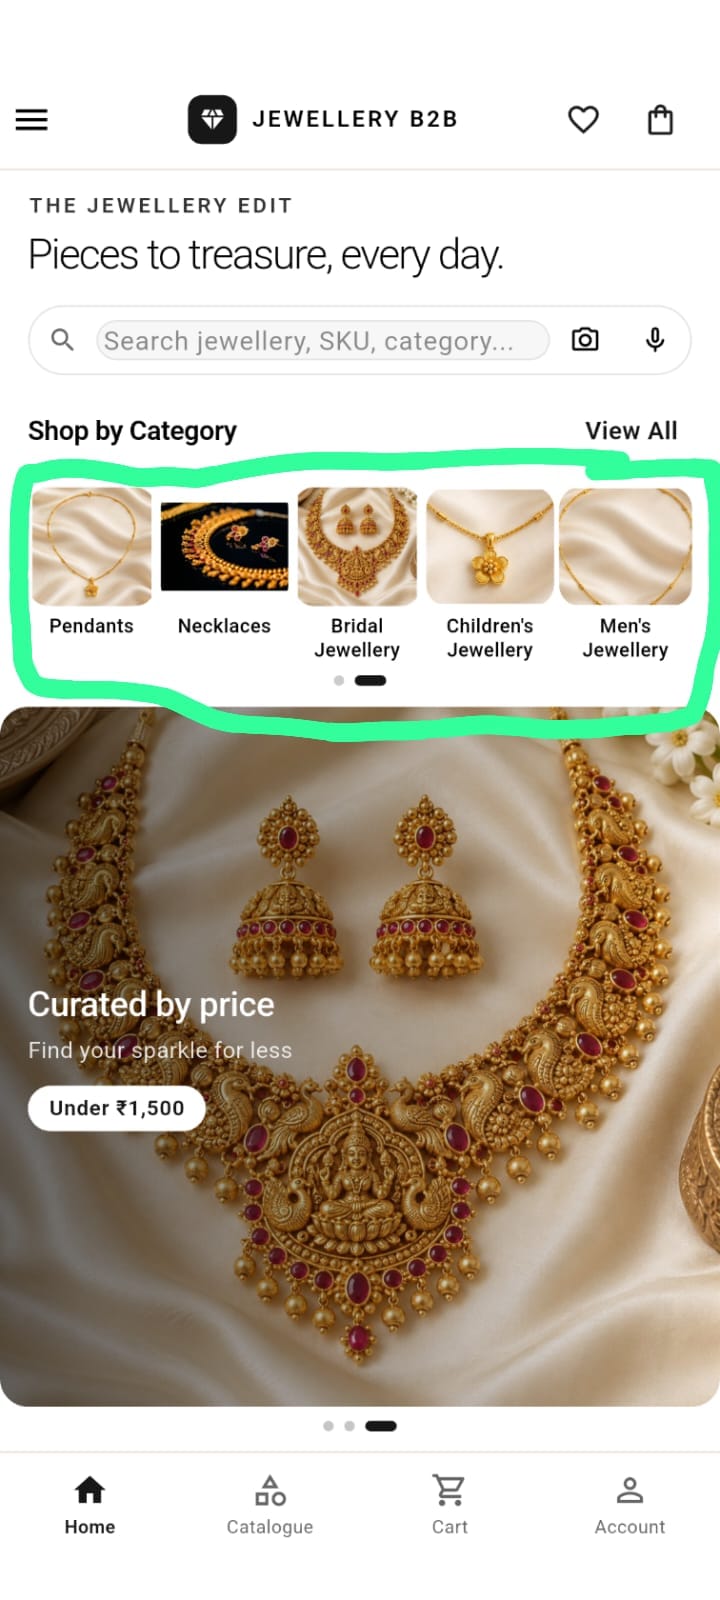 JEWELLERY B2B
THE JEWELLERY EDIT
Pieces to treasure, every day.
Search jewellery, SKU, category...
Shop by Category
View All
Pendants
Necklaces
Bridal
Jewellery
Children's
Jewellery
Men's
Jewellery
Curated by price
Find your sparkle for less
Under ₹1,500
Home
Catalogue
Cart
Account